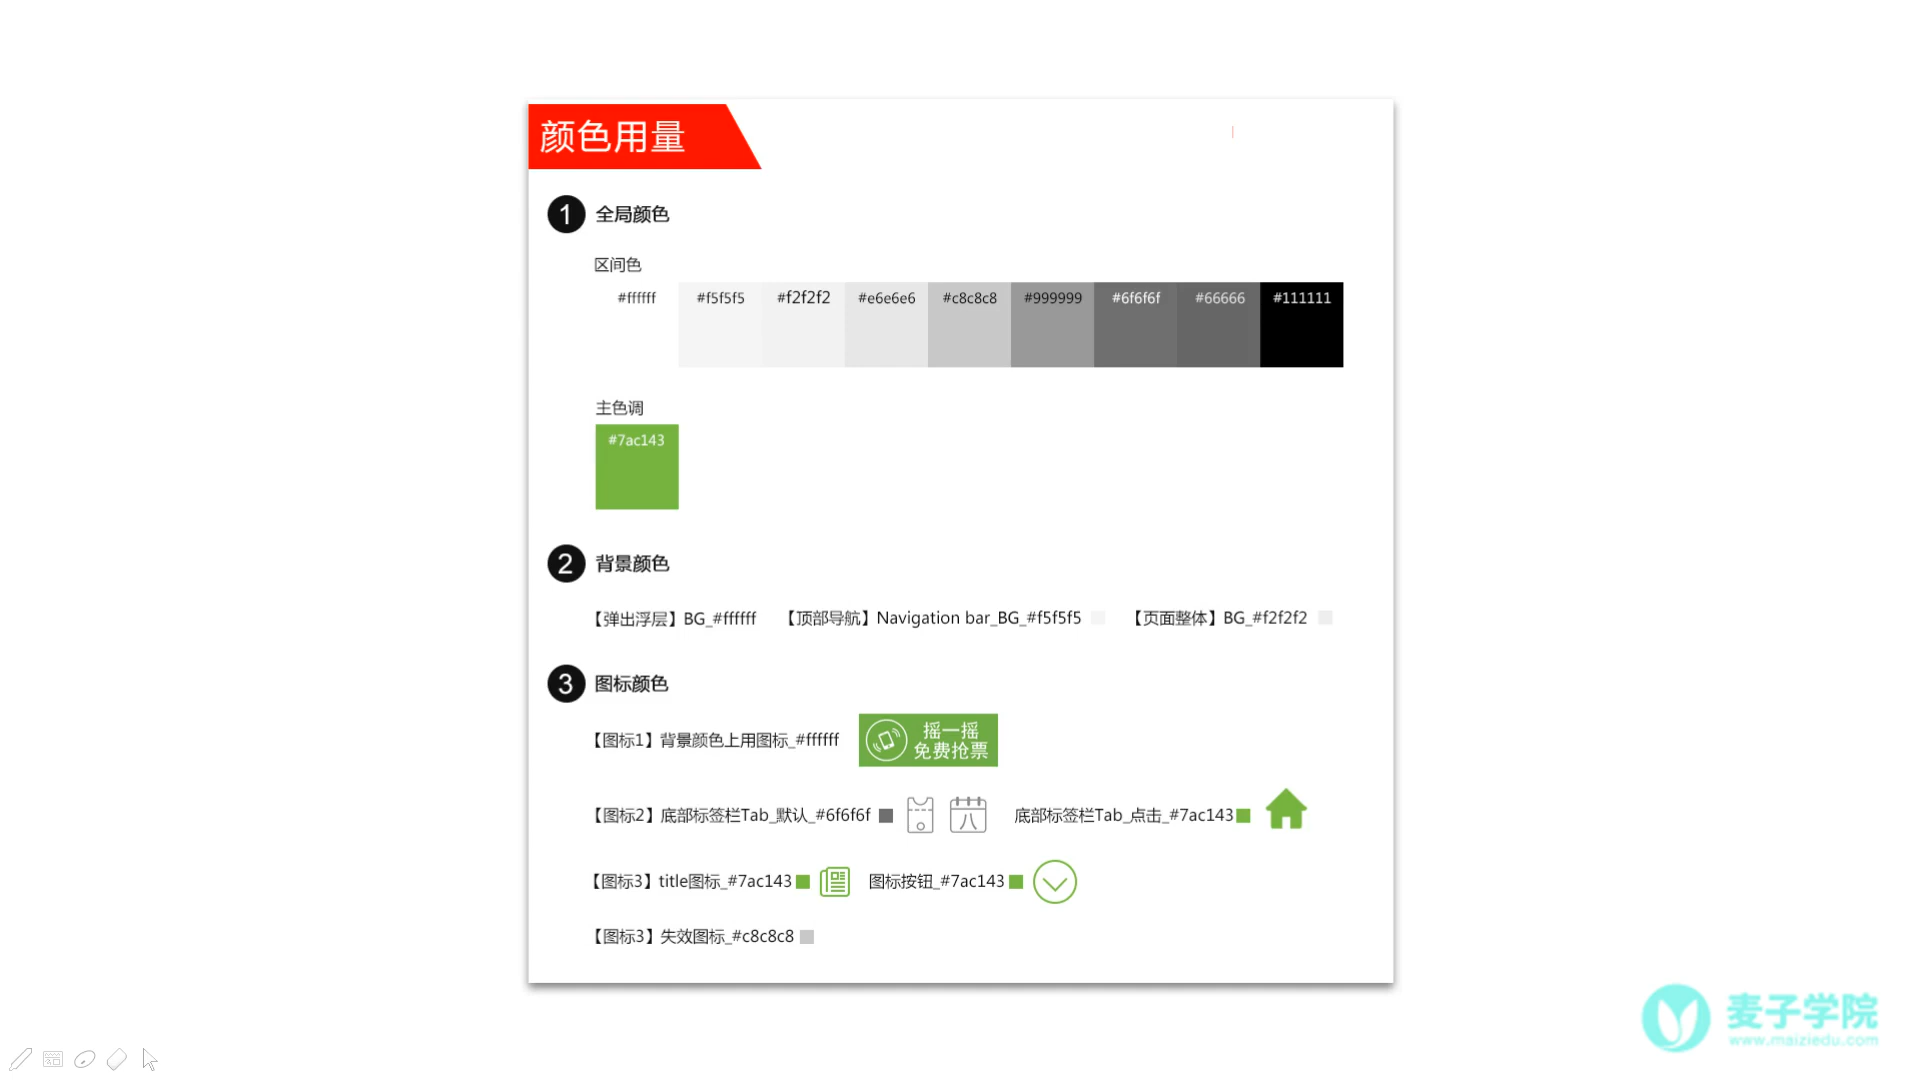 颜色用量
1 全局颜色
区间色
#ffffff #f5f5f5 #f2f2f2 #e6e6e6 #c8c8c8 #999999 #6f6f6f #66666 #111111
主色调
#7ac143
2 背景颜色
【弹出浮层】BG_#ffffff 【顶部导航】Navigation bar_BG_#f5f5f5 【页面整体】BG_#f2f2f2
3 图标颜色
【图标1】背景颜色上用图标_#ffffff
摇一摇
免费抢票
【图标2】底部标签栏Tab_默认_#6f6f6f 八 底部标签栏Tab_点击_#7ac143
【图标3】title图标_#7ac143 图标按钮_#7ac143
【图标3】失效图标_#c8c8c8
麦子学院
www.maiziedu.com